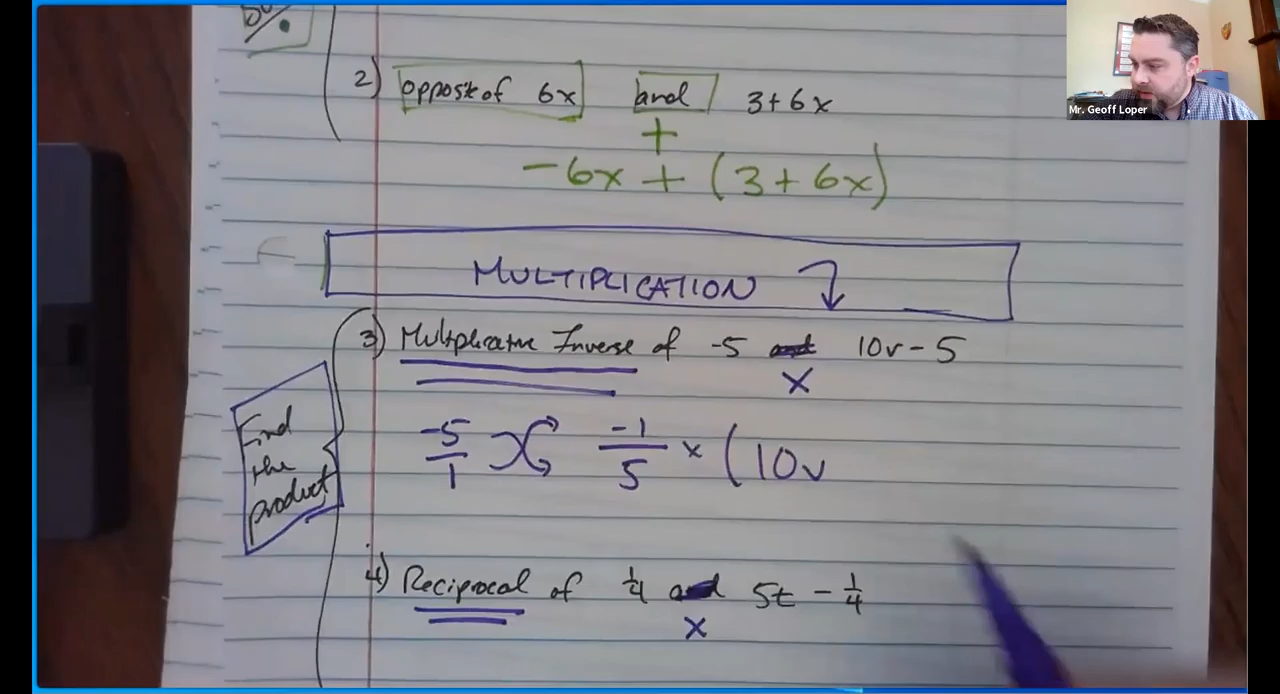 Mr. Geoff Loper
2) opposite of 6x and 3+6x
+
-6x + (3 + 6x)
MULTIPLICATION
3) Multiplicative Inverse of -5 and 10v - 5
x
Find
the
product
-5/1 -1/5 x (10v
4) Reciprocal of 1/4 and 5t - 1/4
x